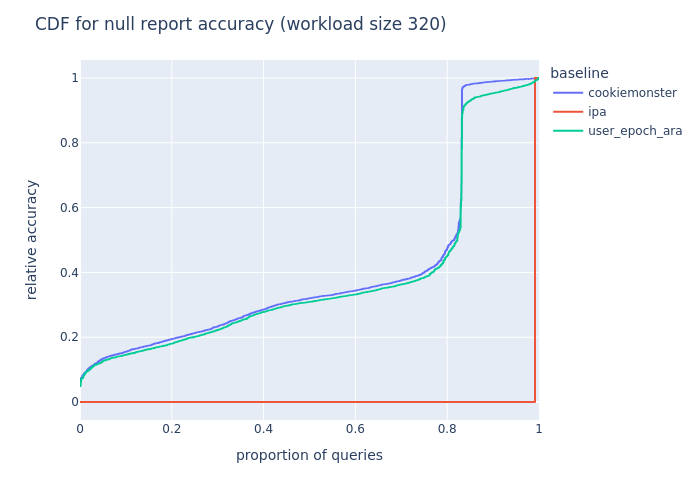 CDF for null report accuracy (workload size 320)
baseline
cookiemonster
ipa
user_epoch_ara
relative accuracy
1
0.8
0.6
0.4
0.2
0
0 0.2 0.4 0.6 0.8 1
proportion of queries